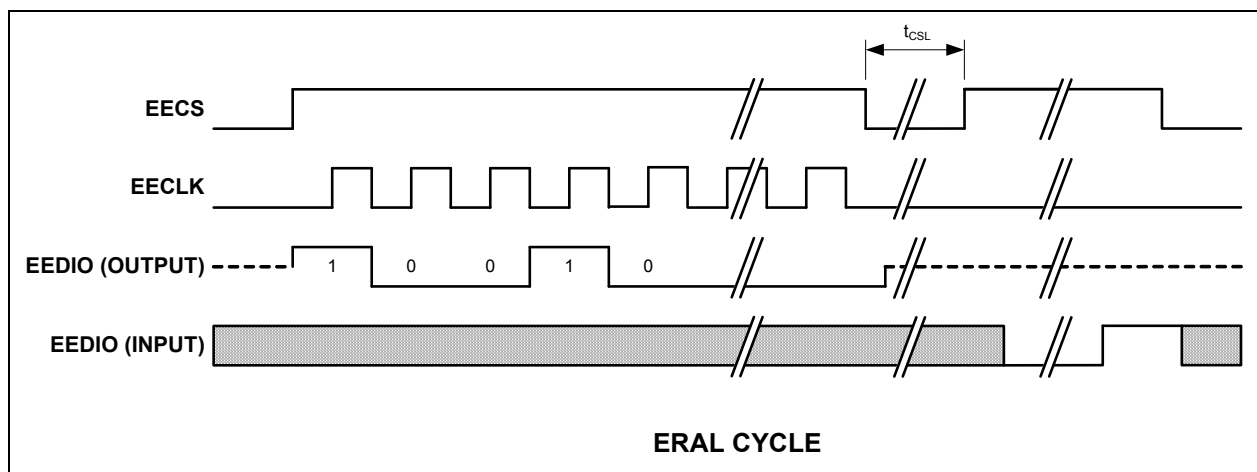 tCSL
EECS
EECLK
EEDIO (OUTPUT)
1 0 0 1 0
EEDIO (INPUT)
ERAL CYCLE